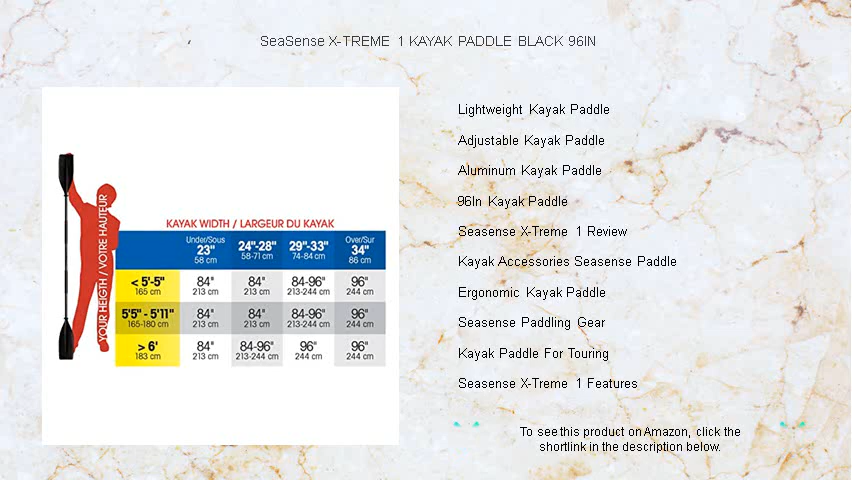 SeaSense X-TREME 1 KAYAK PADDLE BLACK 96IN
YOUR HEIGTH / VOTRE HAUTEUR
KAYAK WIDTH / LARGEUR DU KAYAK
Under/Sous 23" 58 cm 24"-28" 58-71 cm 29"-33" 74-84 cm Over/Sur 34" 86 cm
< 5'-5" 165 cm 84" 213 cm 84" 213 cm 84-96" 213-244 cm 96" 244 cm
5'5" - 5'11" 165-180 cm 84" 213 cm 84" 213 cm 84-96" 213-244 cm 96" 244 cm
> 6' 183 cm 84" 213 cm 84-96" 213-244 cm 96" 244 cm 96" 244 cm
Lightweight Kayak Paddle
Adjustable Kayak Paddle
Aluminum Kayak Paddle
96In Kayak Paddle
Seasense X-Treme 1 Review
Kayak Accessories Seasense Paddle
Ergonomic Kayak Paddle
Seasense Paddling Gear
Kayak Paddle For Touring
Seasense X-Treme 1 Features
To see this product on Amazon, click the
shortlink in the description below.